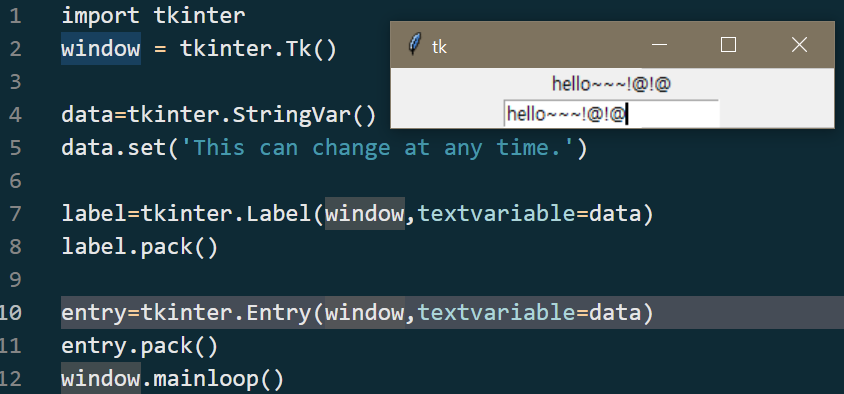 1 import tkinter
2 window = tkinter.Tk()
3
4 data=tkinter.StringVar()
5 data.set('This can change at any time.')
6
7 label=tkinter.Label(window,textvariable=data)
8 label.pack()
9
10 entry=tkinter.Entry(window,textvariable=data)
11 entry.pack()
12 window.mainloop()
tk
hello~~~!@!@
hello~~~!@!@